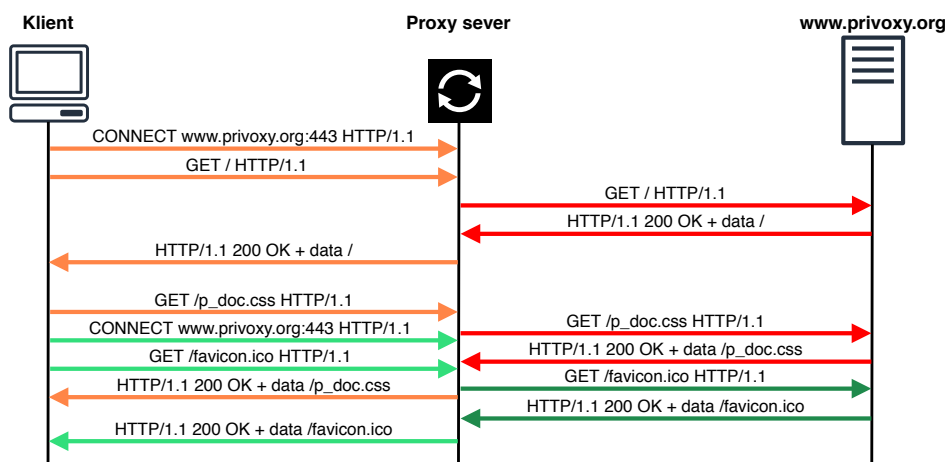 Klient
Proxy sever
www.privoxy.org
CONNECT www.privoxy.org:443 HTTP/1.1
GET / HTTP/1.1
GET / HTTP/1.1
HTTP/1.1 200 OK + data /
HTTP/1.1 200 OK + data /
GET /p_doc.css HTTP/1.1
CONNECT www.privoxy.org:443 HTTP/1.1
GET /p_doc.css HTTP/1.1
GET /favicon.ico HTTP/1.1
HTTP/1.1 200 OK + data /p_doc.css
HTTP/1.1 200 OK + data /p_doc.css
GET /favicon.ico HTTP/1.1
HTTP/1.1 200 OK + data /favicon.ico
HTTP/1.1 200 OK + data /favicon.ico